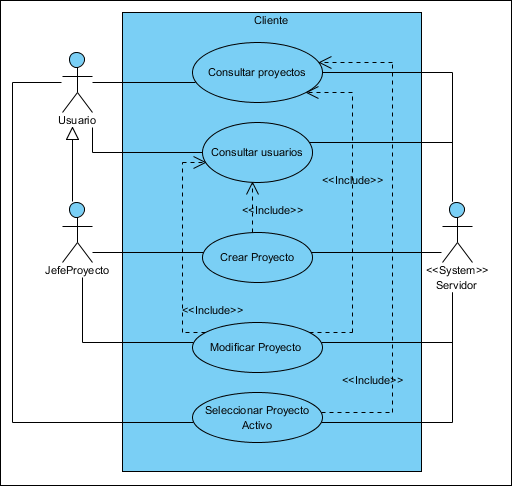 Cliente
Consultar proyectos
Usuario
Consultar usuarios
<<Include>>
<<Include>>
Crear Proyecto
JefeProyecto
<<System>>
Servidor
<<Include>>
Modificar Proyecto
<<Include>>
Seleccionar Proyecto
Activo